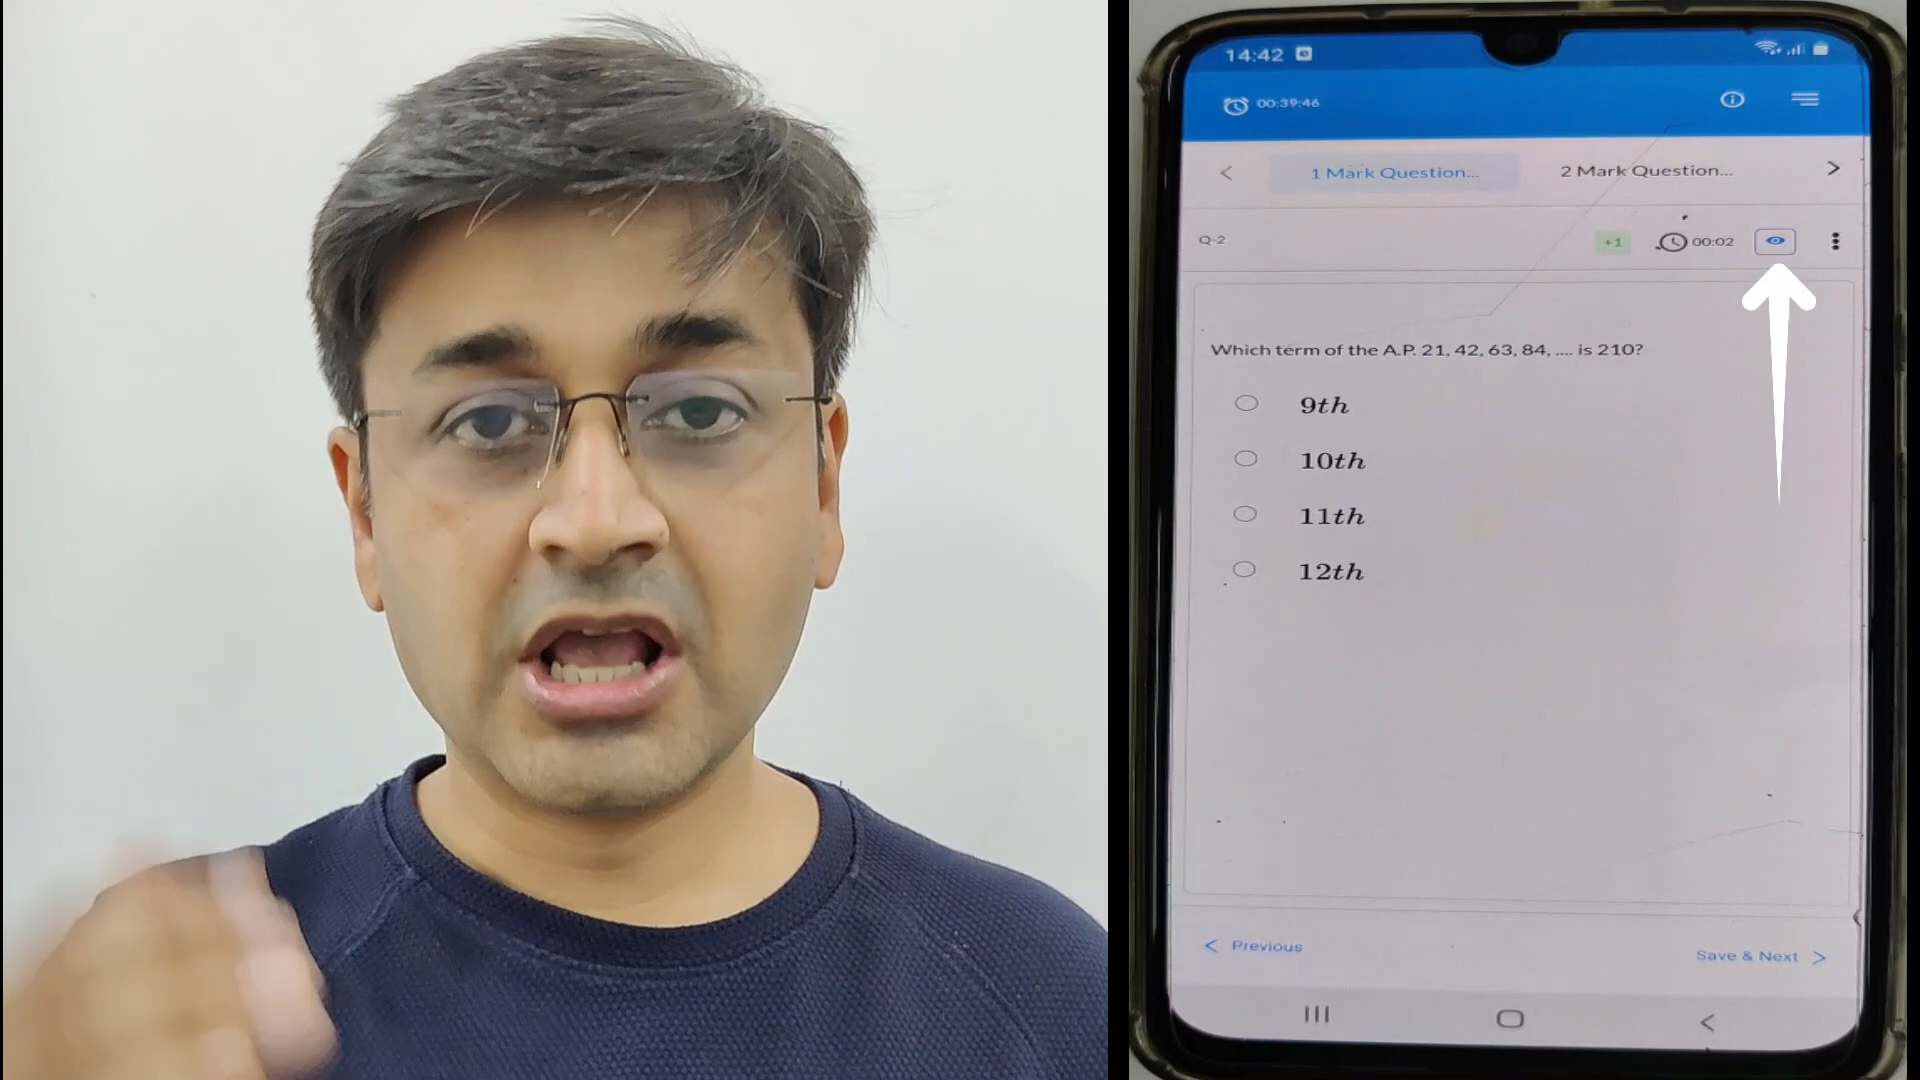 14:42
00:39:46
1 Mark Question...
2 Mark Question...
Q-2
+1
00:02
Which term of the A.P. 21, 42, 63, 84, .... is 210?
9th
10th
11th
12th
Previous
Save & Next